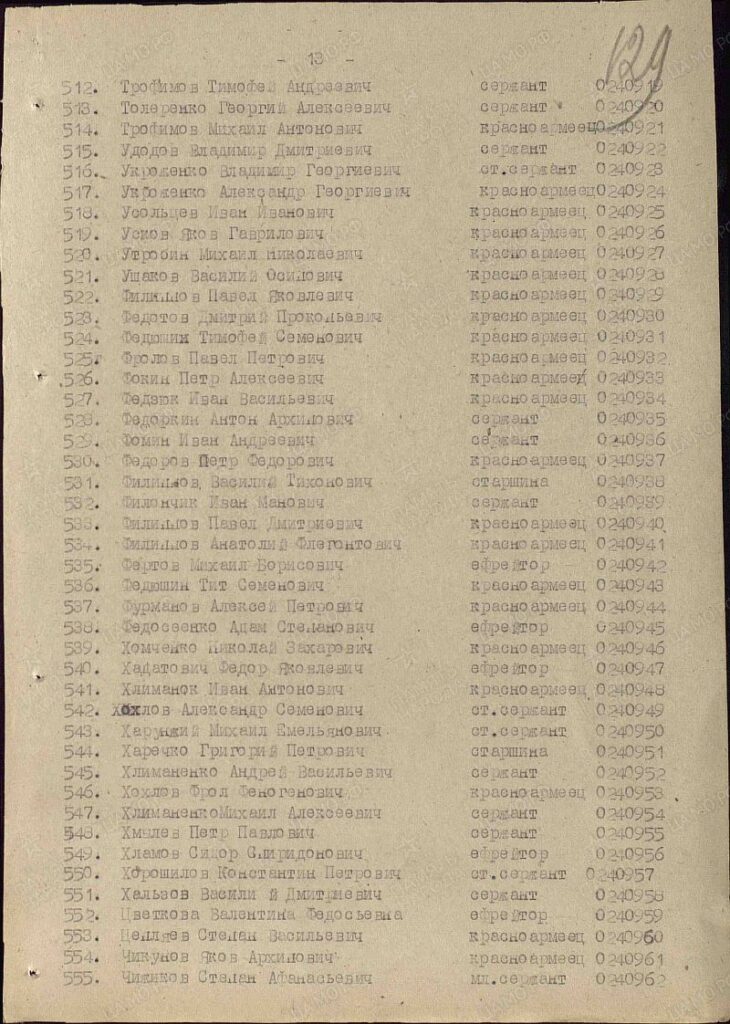 129
- 13 -
512. Трофимов Тимофей Андреевич сержант 0240919
513. Толеренко Георгий Алексеевич сержант 0240920
514. Трофимов Михаил Антонович красноармеец 0240921
515. Удодов Владимир Дмитриевич сержант 0240922
516. Укроженко Владимир Георгиевич ст.сержант 0240923
517. Укроженко Александр Георгиевич красноармеец 0240924
518. Усольцев Иван Иванович красноармеец 0240925
519. Усков Яков Гаврилович красноармеец 0240926
520. Утробин Михаил Николаевич красноармеец 0240927
521. Ушаков Василий Осипович красноармеец 0240928
522. Филиппов Павел Яковлевич красноармеец 0240929
523. Федотов Дмитрий Прокопьевич красноармеец 0240930
524. Федюшин Тимофей Семенович красноармеец 0240931
525. Фролов Павел Петрович красноармеец 0240932
526. Фокин Петр Алексеевич красноармеец 0240933
527. Федзюк Иван Васильевич красноармеец 0240934
528. Федоркин Антон Архипович сержант 0240935
529. Фомин Иван Андреевич сержант 0240936
530. Федоров Петр Федорович красноармеец 0240937
531. Филиппов Василий Тихонович старшина 0240938
532. Филончик Иван Манович сержант 0240939
533. Филиппов Павел Дмитриевич красноармеец 0240940
534. Филиппов Анатолий Флегонтович красноармеец 0240941
535. Фертов Михаил Борисович ефрейтор 0240942
536. Федюшин Тит Семенович красноармеец 0240943
537. Фурманов Алексей Петрович красноармеец 0240944
538. Федосеенко Адам Степанович ефрейтор 0240945
539. Хомченко Николай Захаревич красноармеец 0240946
540. Хадатович Федор Яковлевич ефрейтор 0240947
541. Хлиманок Иван Антонович красноармеец 0240948
542. Хохлов Александр Семенович ст.сержант 0240949
543. Харунжий Михаил Емельянович ст.сержант 0240950
544. Харечко Григорий Петрович старшина 0240951
545. Хлиманенко Андрей Васильевич сержант 0240952
546. Хохлов Фрол Феногенович красноармеец 0240953
547. ХлиманенкоМихаил Алексеевич сержант 0240954
548. Хмылев Петр Павлович сержант 0240955
549. Хламов Сидор Спиридонович ефрейтор 0240956
550. Хорошилов Константин Петрович ст.сержант 0240957
551. Хальзов Васили й Дмитриевич сержант 0240958
552. Цветкова Валентина Федосьевна ефрейтор 0240959
553. Цепляев Степан Васильевич красноармеец 0240960
554. Чикунов Яков Архипович красноармеец 0240961
555. Чижиков Степан Афанасьевич мл.сержант 0240962